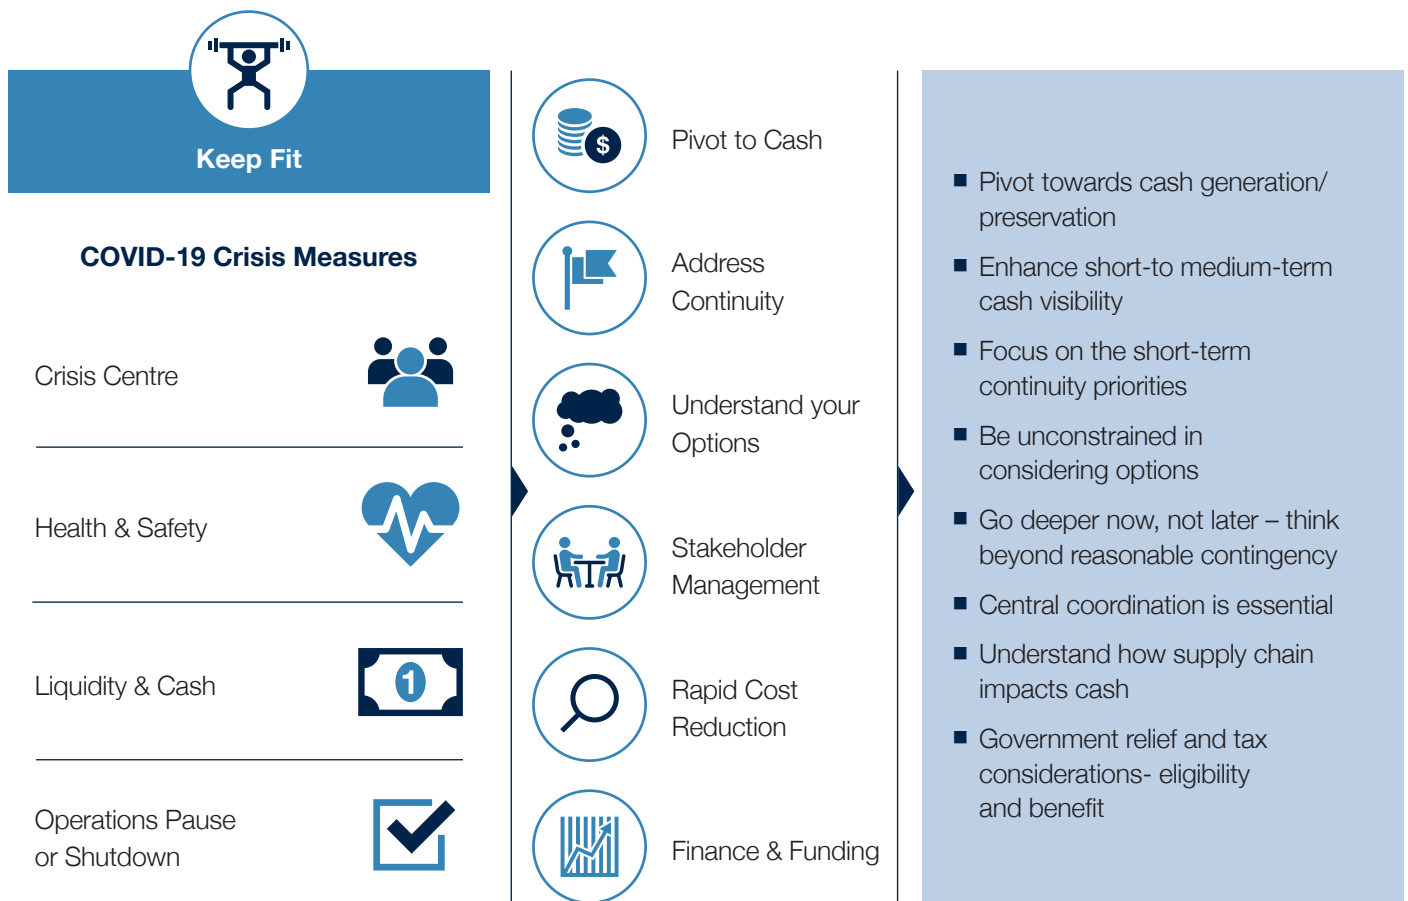 Keep Fit
COVID-19 Crisis Measures
Crisis Centre
Health & Safety
Liquidity & Cash
1
Operations Pause
or Shutdown
$
Pivot to Cash
Address
Continuity
Understand your
Options
Stakeholder
Management
Rapid Cost
Reduction
Finance & Funding
■ Pivot towards cash generation/
preservation
■ Enhance short-to medium-term
cash visibility
■ Focus on the short-term
continuity priorities
■ Be unconstrained in
considering options
■ Go deeper now, not later – think
beyond reasonable contingency
■ Central coordination is essential
■ Understand how supply chain
impacts cash
■ Government relief and tax
considerations- eligibility
and benefit